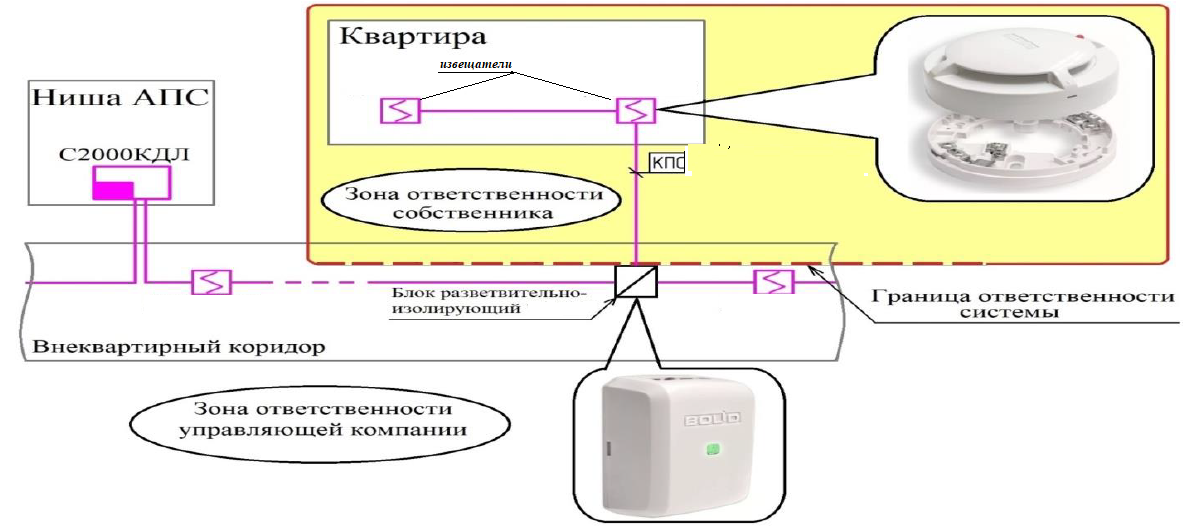 Квартира
извещатели
Ниша АПС
С2000КДЛ
КПС
Зона ответственности
собственника
Блок разветвительно-
изолирующий
Граница ответственности
системы
Внеквартирный коридор
Зона ответственности
управляющей компании
BOLID